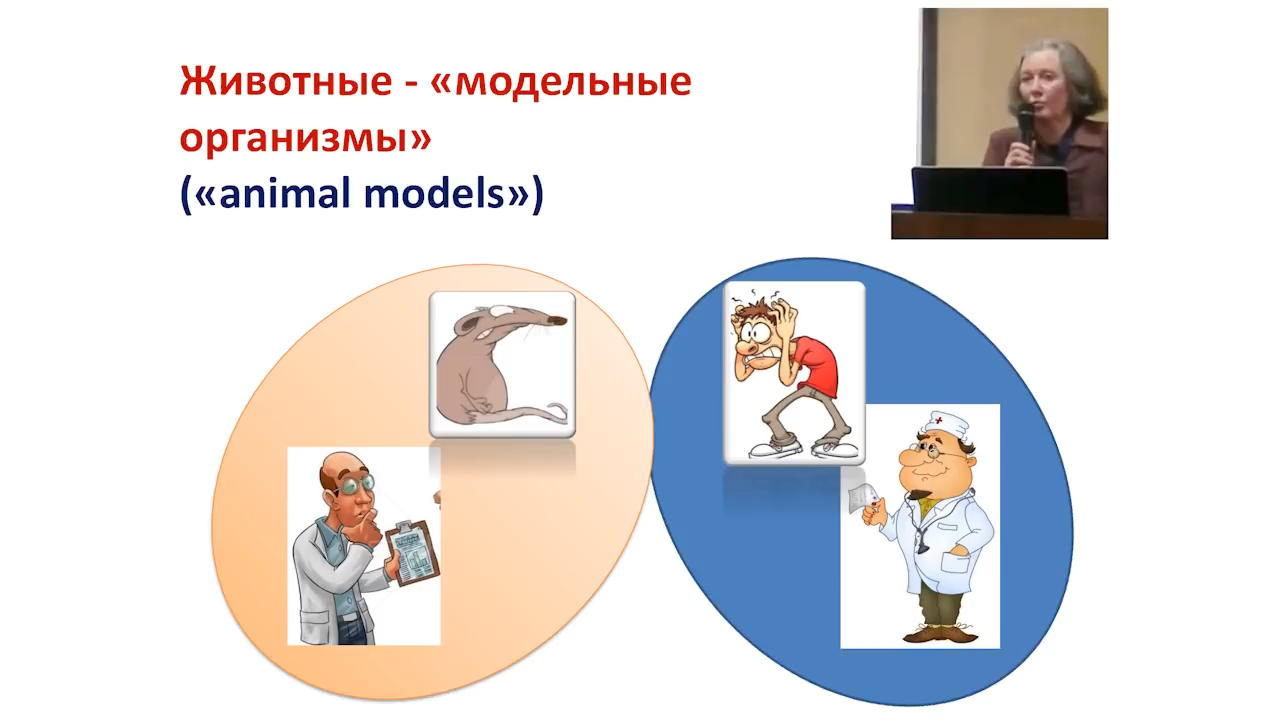 Животные - «модельные
организмы»
(«animal models»)